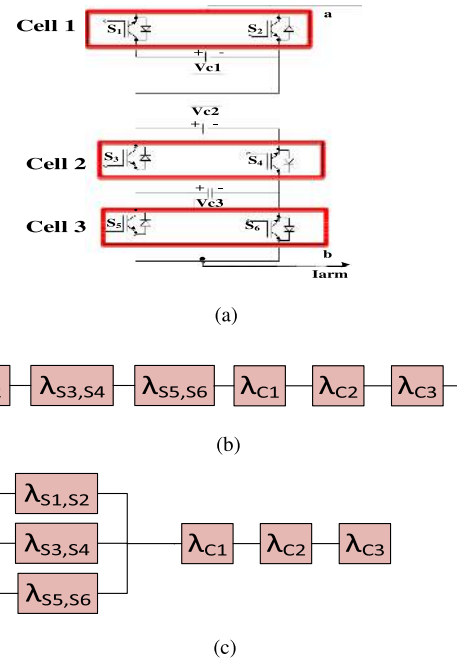 a
Cell 1
S1
S2
+ -
Vc1
Vc2
+ -
Cell 2
S3
S4
+ -
Vc3
Cell 3
S5
S6
b
Iarm
(a)
λS3,S4 λS5,S6 λC1 λC2 λC3
(b)
λS1,S2
λS3,S4 λC1 λC2 λC3
λS5,S6
(c)